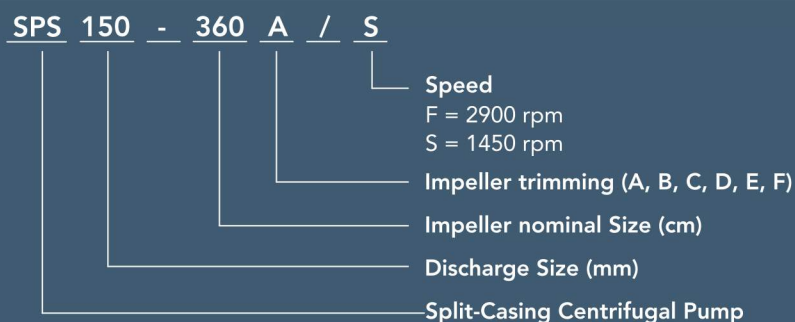 SPS 150 - 360 A / S
Speed
F = 2900 rpm
S = 1450 rpm
Impeller trimming (A, B, C, D, E, F)
Impeller nominal Size (cm)
Discharge Size (mm)
Split-Casing Centrifugal Pump